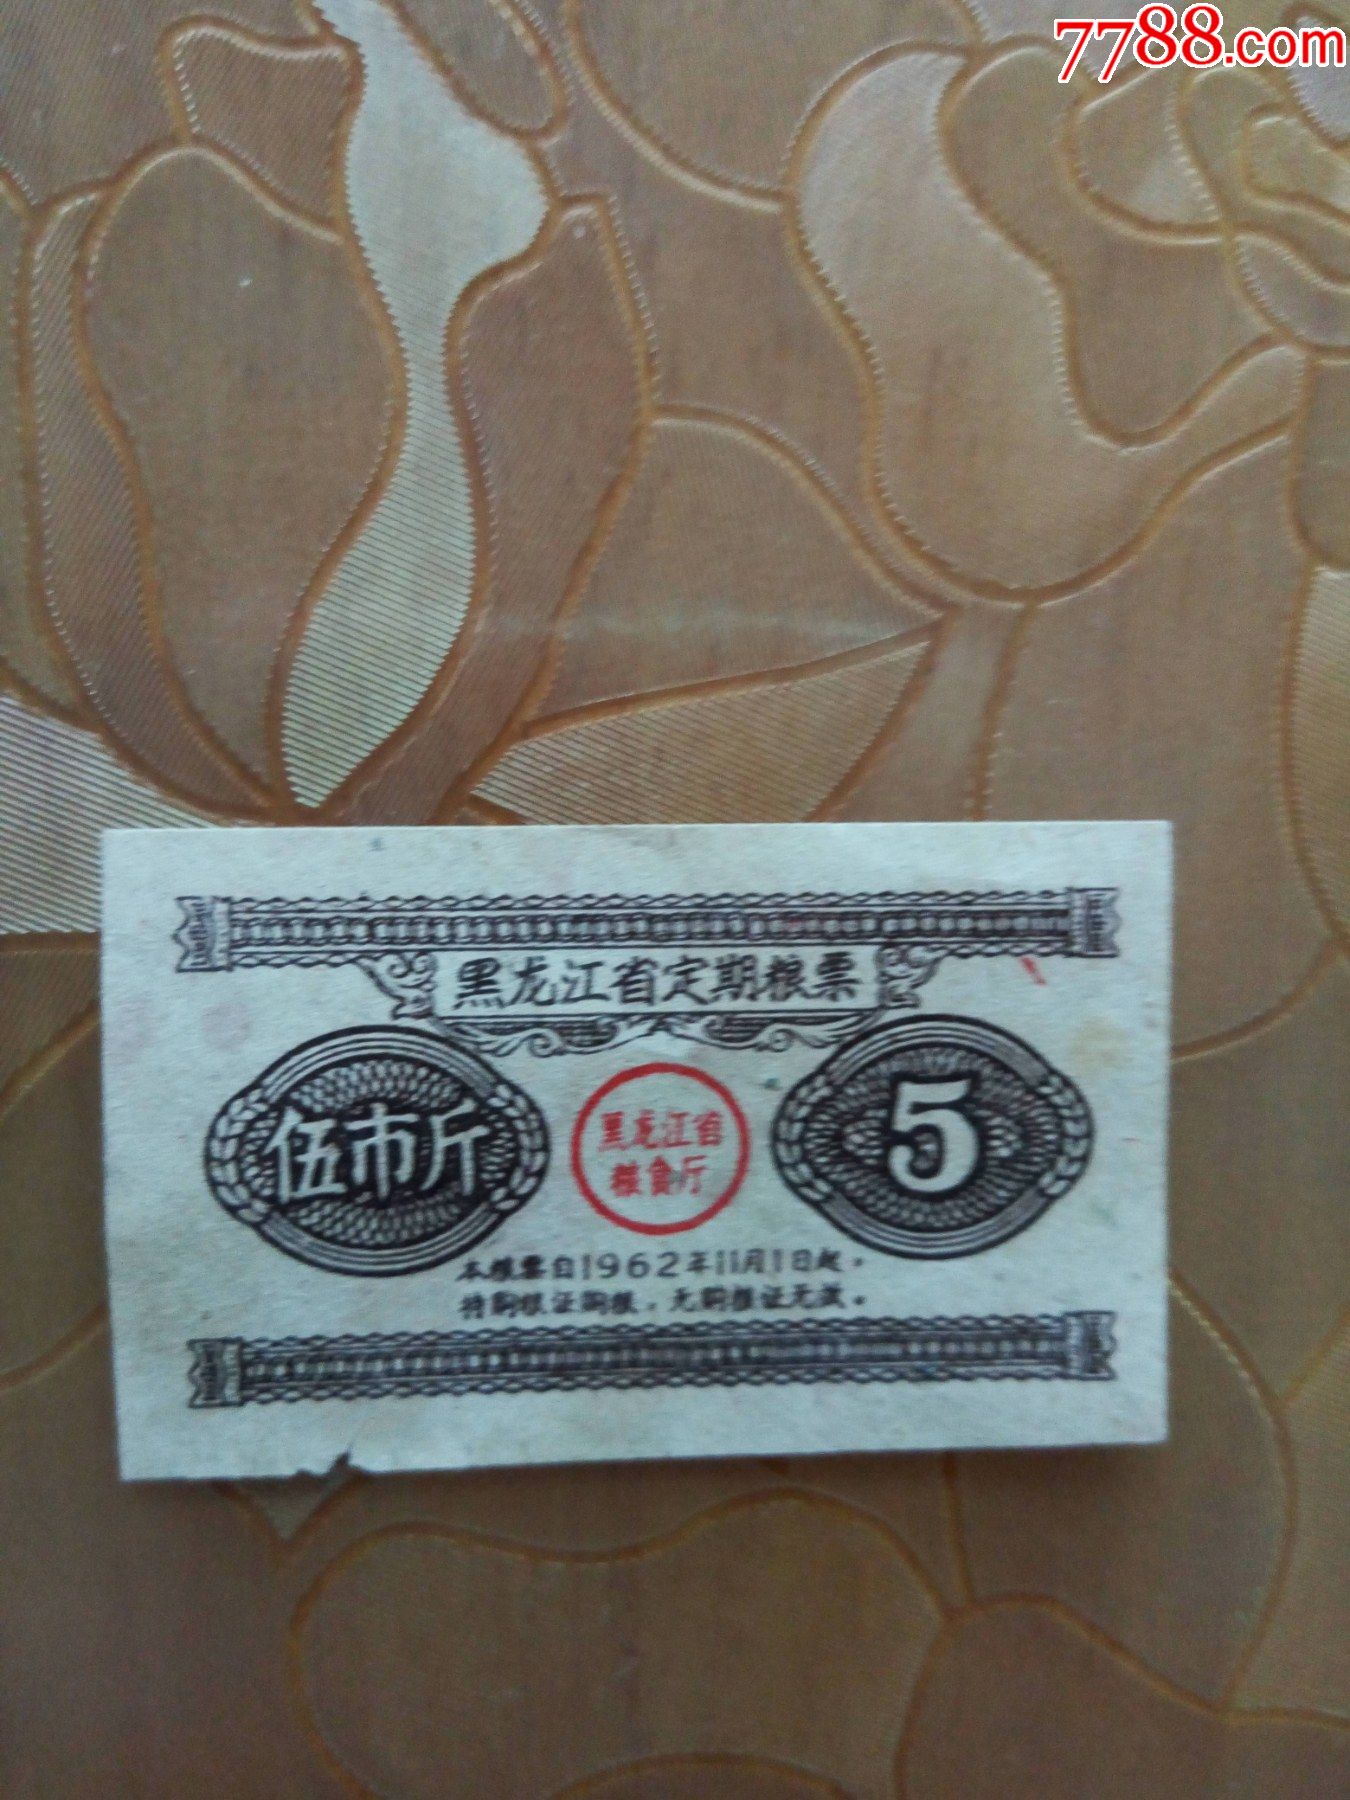 7788.com
黑龙江省定期粮票
伍市斤
黑龙江省
粮食厅
5
本粮票自1962年11月1日起，
持购粮证购粮，无购粮证无效。